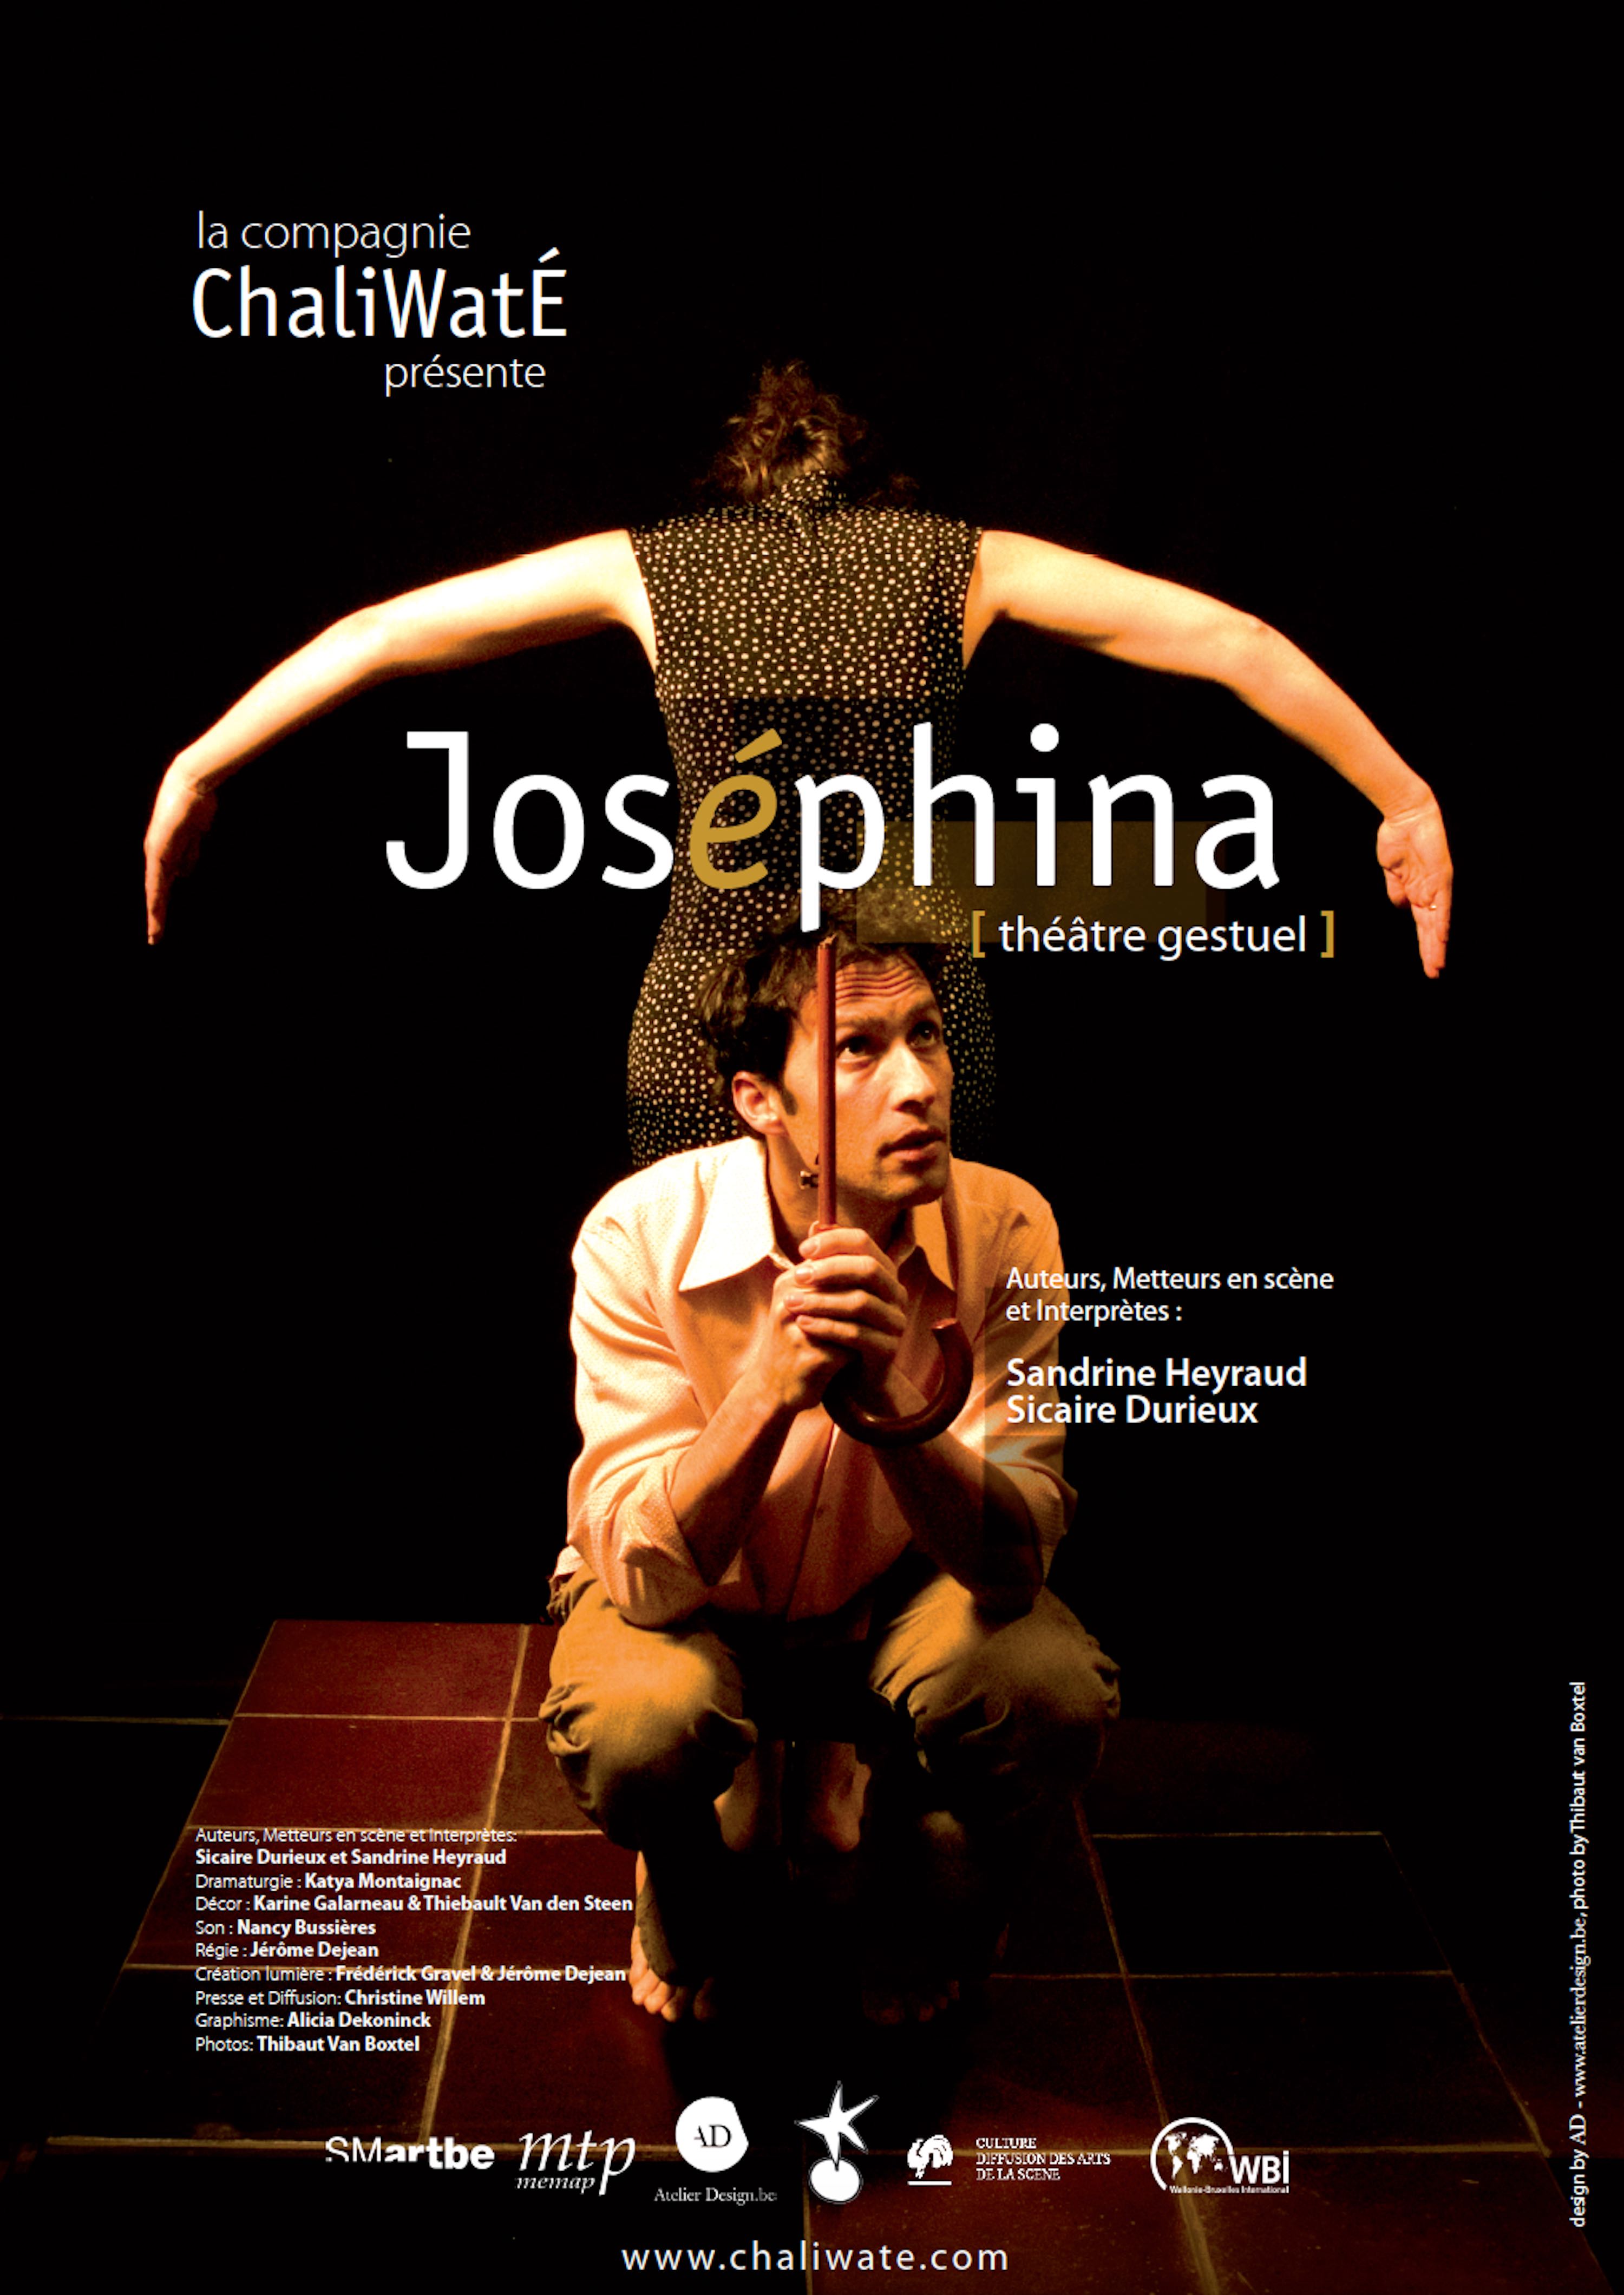 la compagnie
ChaliWatÉ
présente
Joséphina
[ théâtre gestuel ]
Auteurs, Metteurs en scène
et Interprètes :
Sandrine Heyraud
Sicaire Durieux
Auteurs, Metteurs en scène et Interprètes:
Sicaire Durieux et Sandrine Heyraud
Dramaturgie : Katya Montaignac
Décor : Karine Galarneau & Thiebault Van den Steen
Son : Nancy Bussières
Régie : Jérôme Dejean
Création lumière : Frédérick Gravel & Jérôme Dejean
Presse et Diffusion: Christine Willem
Graphisme: Alicia Dekoninck
Photos: Thibaut Van Boxtel
design by AD - www.atelierdesign.be, photo by Thibaut van Boxtel
SMartbe
mtp
memap
AD
Atelier Design.be
CULTURE
DIFFUSION DES ARTS
DE LA SCENE
WBI
Wallonie-Bruxelles International
www.chaliwate.com